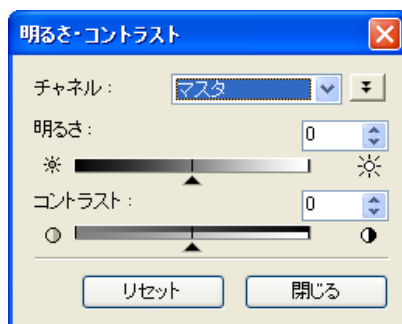 明るさ・コントラスト
チャネル： マスタ
明るさ： 0
コントラスト： 0
リセット 閉じる